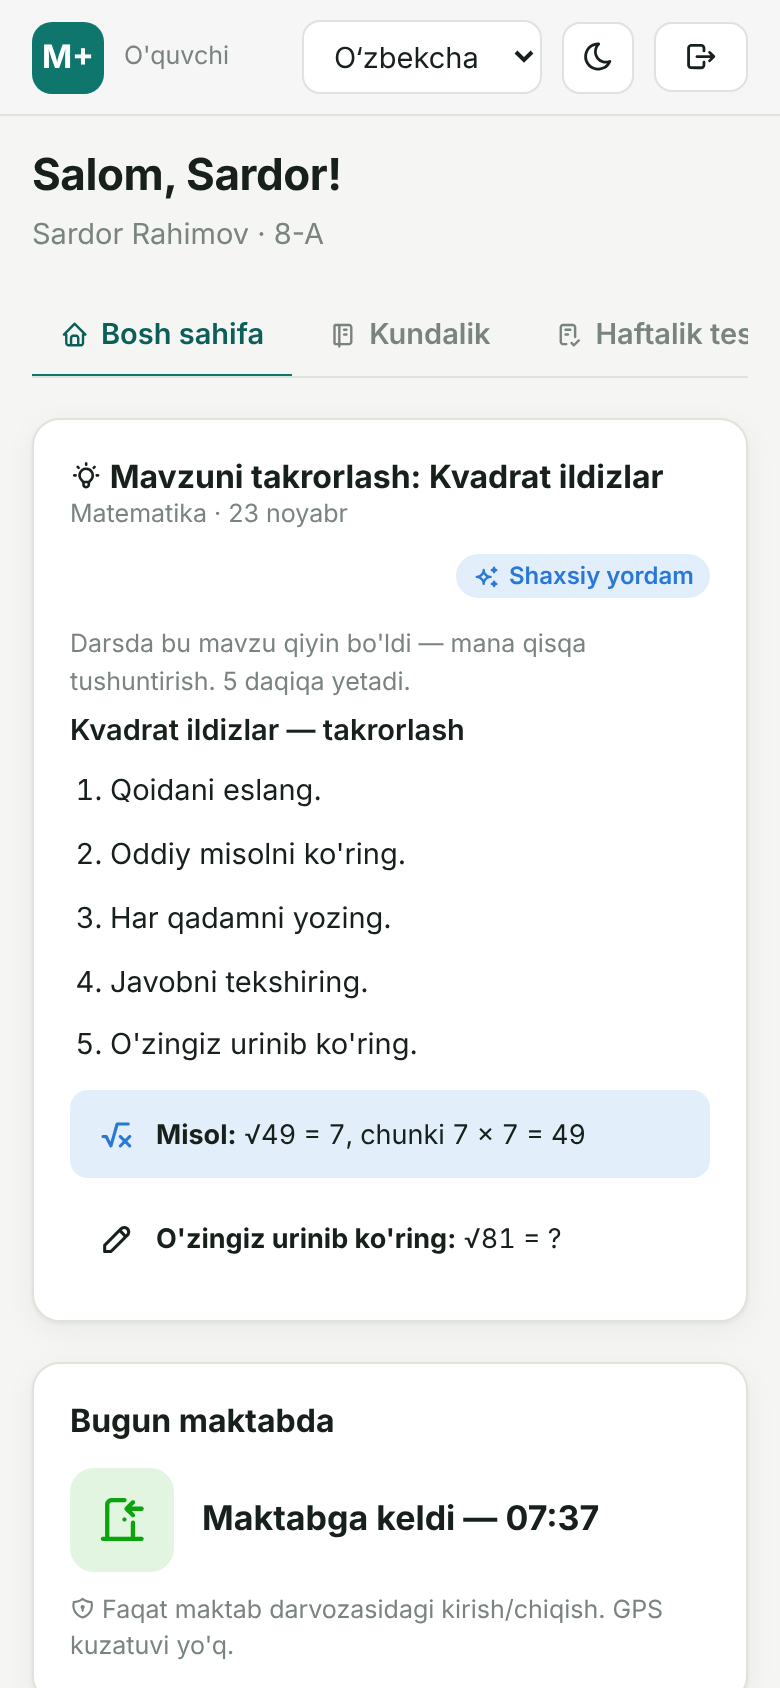 M+ O'quvchi Oʻzbekcha
Salom, Sardor!
Sardor Rahimov · 8-A
Bosh sahifa Kundalik Haftalik tes
Mavzuni takrorlash: Kvadrat ildizlar
Matematika · 23 noyabr
Shaxsiy yordam
Darsda bu mavzu qiyin bo'ldi — mana qisqa
tushuntirish. 5 daqiqa yetadi.
Kvadrat ildizlar — takrorlash
1. Qoidani eslang.
2. Oddiy misolni ko'ring.
3. Har qadamni yozing.
4. Javobni tekshiring.
5. O'zingiz urinib ko'ring.
Misol: √49 = 7, chunki 7 × 7 = 49
O'zingiz urinib ko'ring: √81 = ?
Bugun maktabda
Maktabga keldi — 07:37
Faqat maktab darvozasidagi kirish/chiqish. GPS
kuzatuvi yo'q.